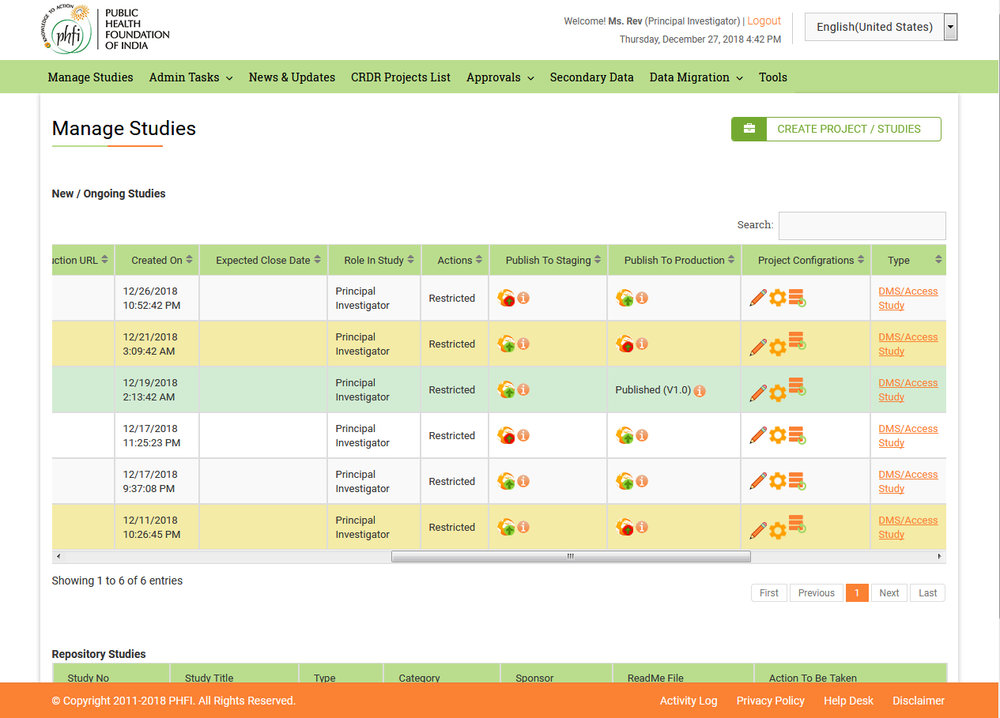 KNOWLEDGE TO ACTION
phfi
PUBLIC
HEALTH
FOUNDATION
OF INDIA
Welcome! Ms. Rev (Principal Investigator) | Logout
Thursday, December 27, 2018 4:42 PM
English(United States)
Manage Studies Admin Tasks News & Updates CRDR Projects List Approvals Secondary Data Data Migration Tools
Manage Studies
CREATE PROJECT / STUDIES
New / Ongoing Studies
Search:
uction URL Created On Expected Close Date Role In Study Actions Publish To Staging Publish To Production Project Configrations Type
12/26/2018 Principal DMS/Access
10:52:42 PM Investigator Restricted Study
12/21/2018 Principal DMS/Access
3:09:42 AM Investigator Restricted Study
12/19/2018 Principal DMS/Access
2:13:42 AM Investigator Restricted Published (V1.0) Study
12/17/2018 Principal DMS/Access
11:25:23 PM Investigator Restricted Study
12/17/2018 Principal DMS/Access
9:37:08 PM Investigator Restricted Study
12/11/2018 Principal DMS/Access
10:26:45 PM Investigator Restricted Study
Showing 1 to 6 of 6 entries
First Previous 1 Next Last
Repository Studies
Study No Study Title Type Category Sponsor ReadMe File Action To Be Taken
© Copyright 2011-2018 PHFI. All Rights Reserved.
Activity Log Privacy Policy Help Desk Disclaimer